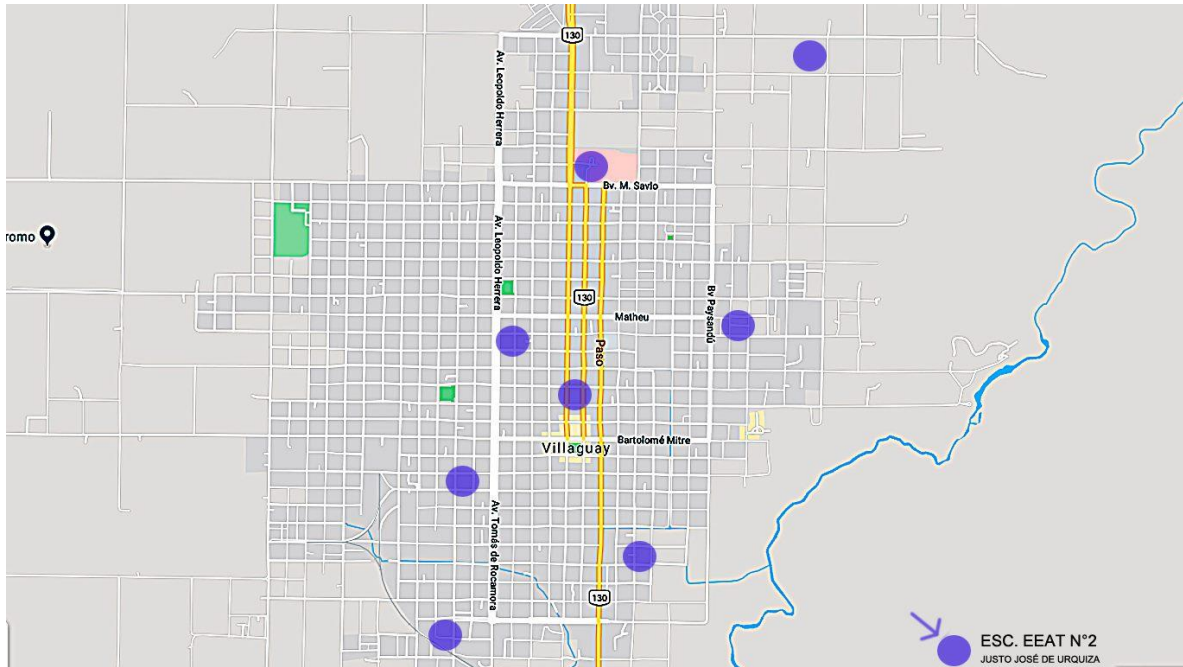 130
Av. Leopoldo Herrera
Bv. M. Savio
romo
Av. Leopoldo Herrera
130
Matheu
Bv Paysandú
Paso
Bartolomé Mitre
Villaguay
Av. Tomás de Rocamora
130
ESC. EEAT N°2
JUSTO JOSÉ DE URQUIZA